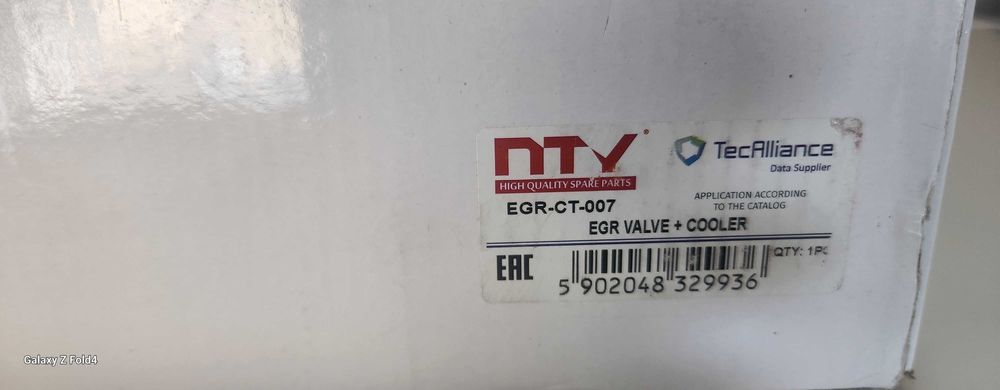 NTY
HIGH QUALITY SPARE PARTS
TecAlliance
Data Supplier
EGR-CT-007
APPLICATION ACCORDING
TO THE CATALOG
EGR VALVE + COOLER
EAC
QTY: 1PC
5 902048 329936
Galaxy Z Fold4